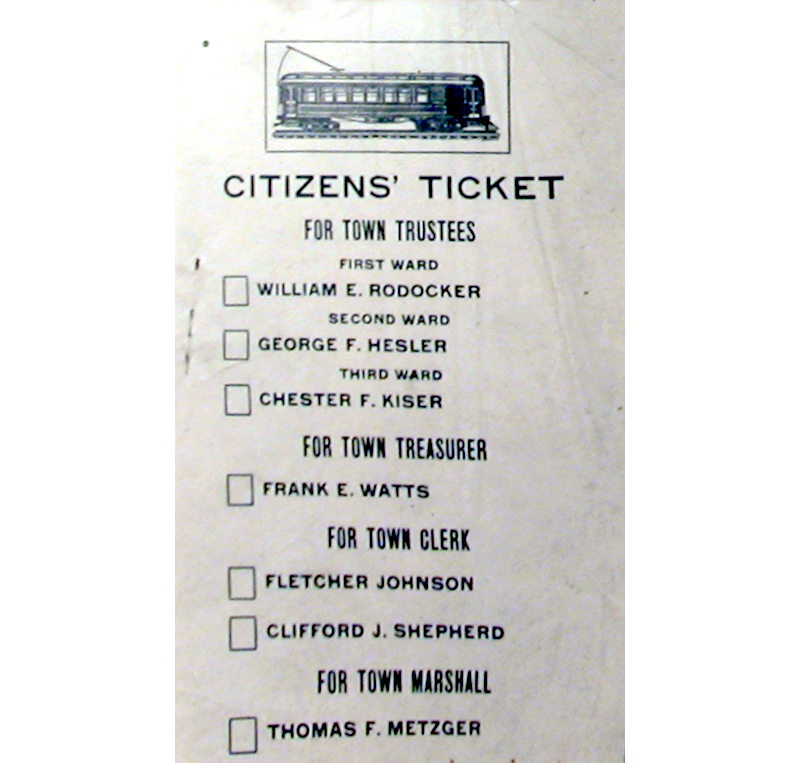 CITIZENS' TICKET
FOR TOWN TRUSTEES
FIRST WARD
WILLIAM E. RODOCKER
SECOND WARD
GEORGE F. HESLER
THIRD WARD
CHESTER F. KISER
FOR TOWN TREASURER
FRANK E. WATTS
FOR TOWN CLERK
FLETCHER JOHNSON
CLIFFORD J. SHEPHERD
FOR TOWN MARSHALL
THOMAS F. METZGER